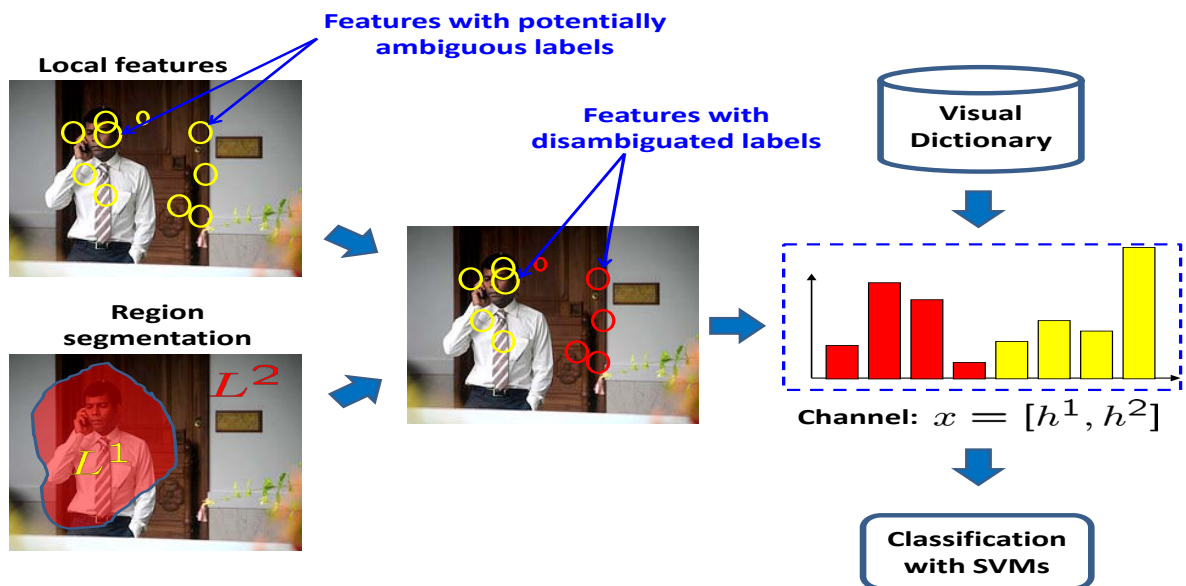 Features with potentially
ambiguous labels
Local features
Features with
disambiguated labels
Visual
Dictionary
Region
segmentation
L²
L¹
Channel: x = [h¹, h²]
Classification
with SVMs